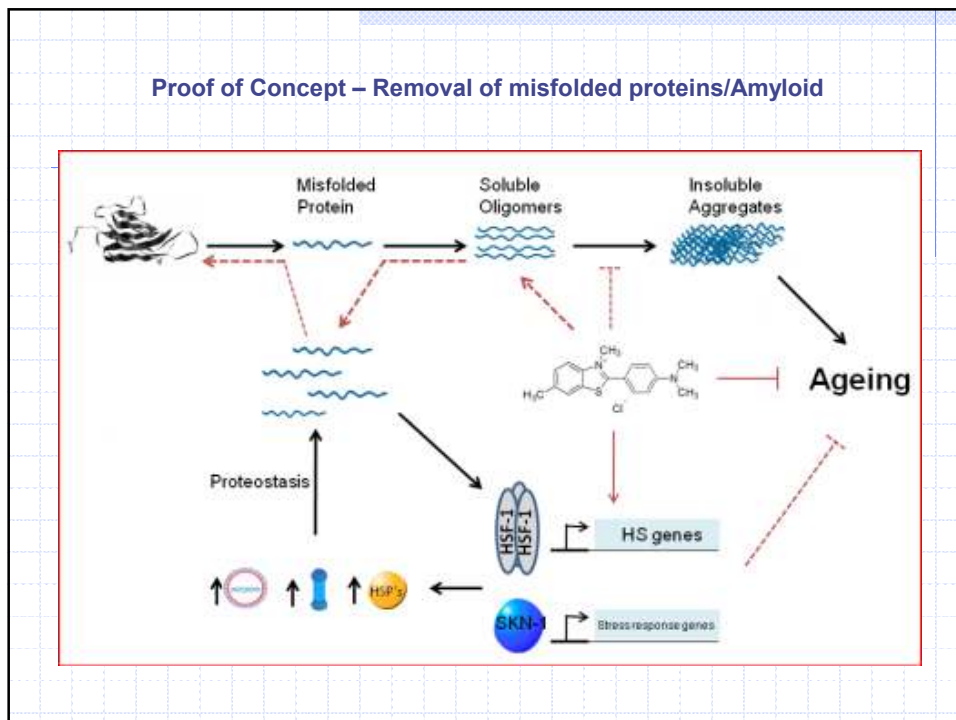 Proof of Concept – Removal of misfolded proteins/Amyloid
Misfolded
Protein
Soluble
Oligomers
Insoluble
Aggregates
CH₃
N
CH₃
N
CH₃
H₃C
S
Cl⁻
Ageing
Proteostasis
HSF-1
HSF-1
HS genes
HSP's
SKN-1
Stress response genes